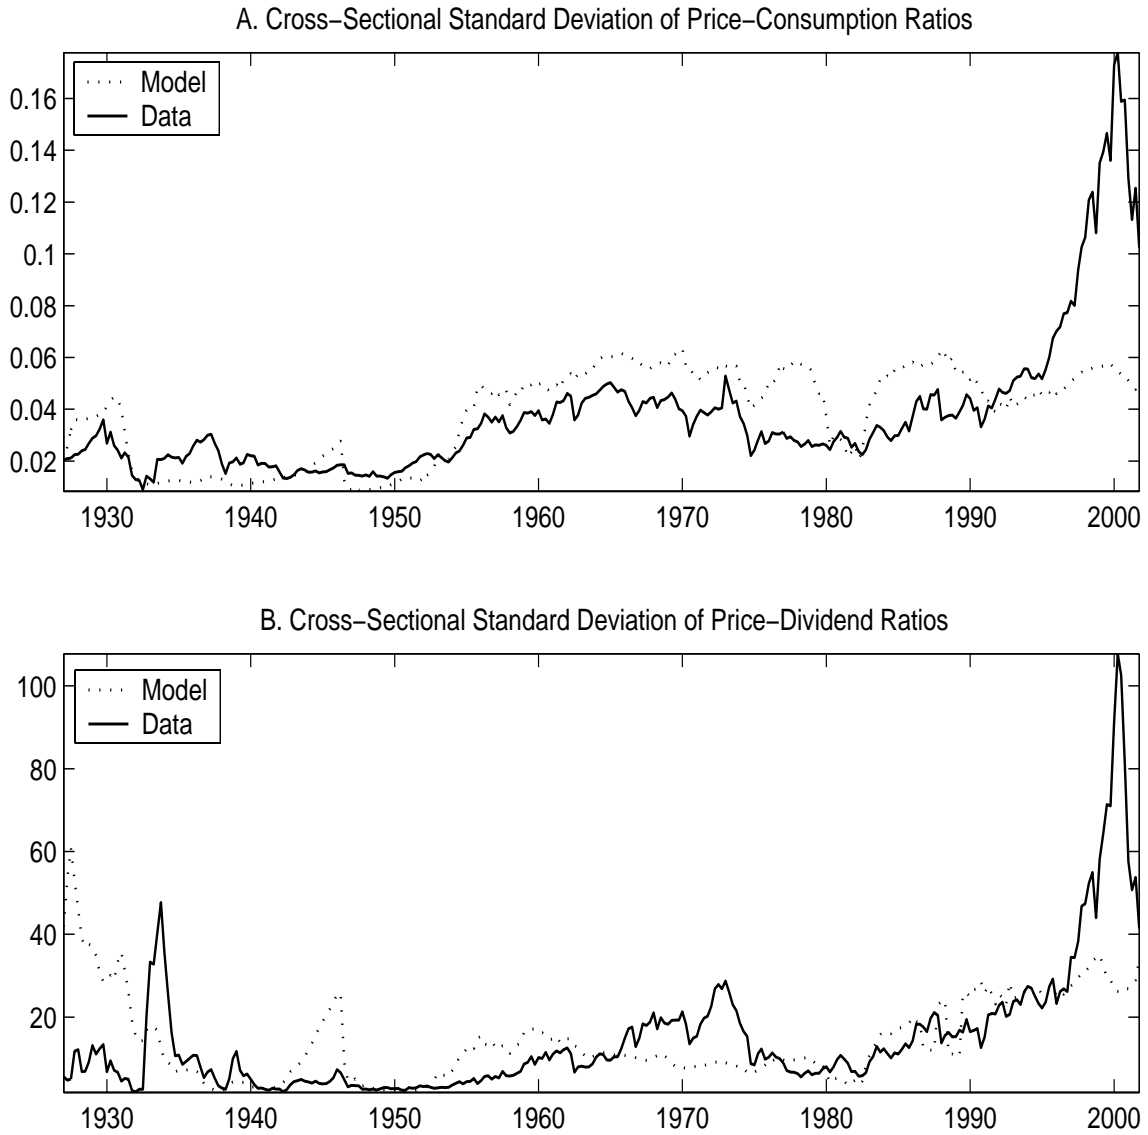 A. Cross−Sectional Standard Deviation of Price−Consumption Ratios
Model
Data
0.16
0.14
0.12
0.1
0.08
0.06
0.04
0.02
1930 1940 1950 1960 1970 1980 1990 2000
B. Cross−Sectional Standard Deviation of Price−Dividend Ratios
Model
Data
100
80
60
40
20
1930 1940 1950 1960 1970 1980 1990 2000